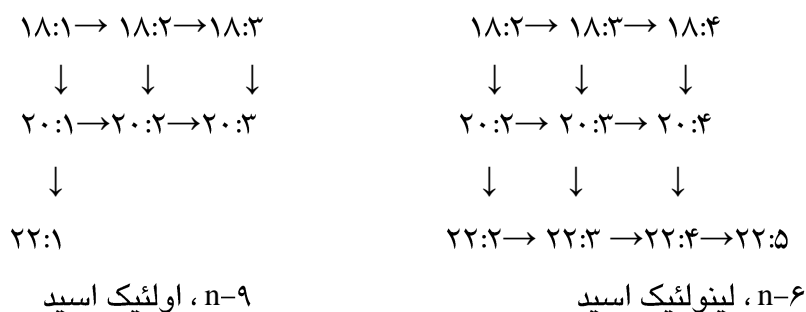 ۱۸:۱→ ۱۸:۲→۱۸:۳ ۱۸:۲→ ۱۸:۳→ ۱۸:۴
↓ ↓ ↓ ↓ ↓ ↓
۲۰:۱→۲۰:۲→۲۰:۳ ۲۰:۲→ ۲۰:۳→ ۲۰:۴
↓ ↓ ↓ ↓
۲۲:۱ ۲۲:۲→ ۲۲:۳ →۲۲:۴→۲۲:۵
n-۹ ، اولئیک اسید n-۶ ، لینولئیک اسید